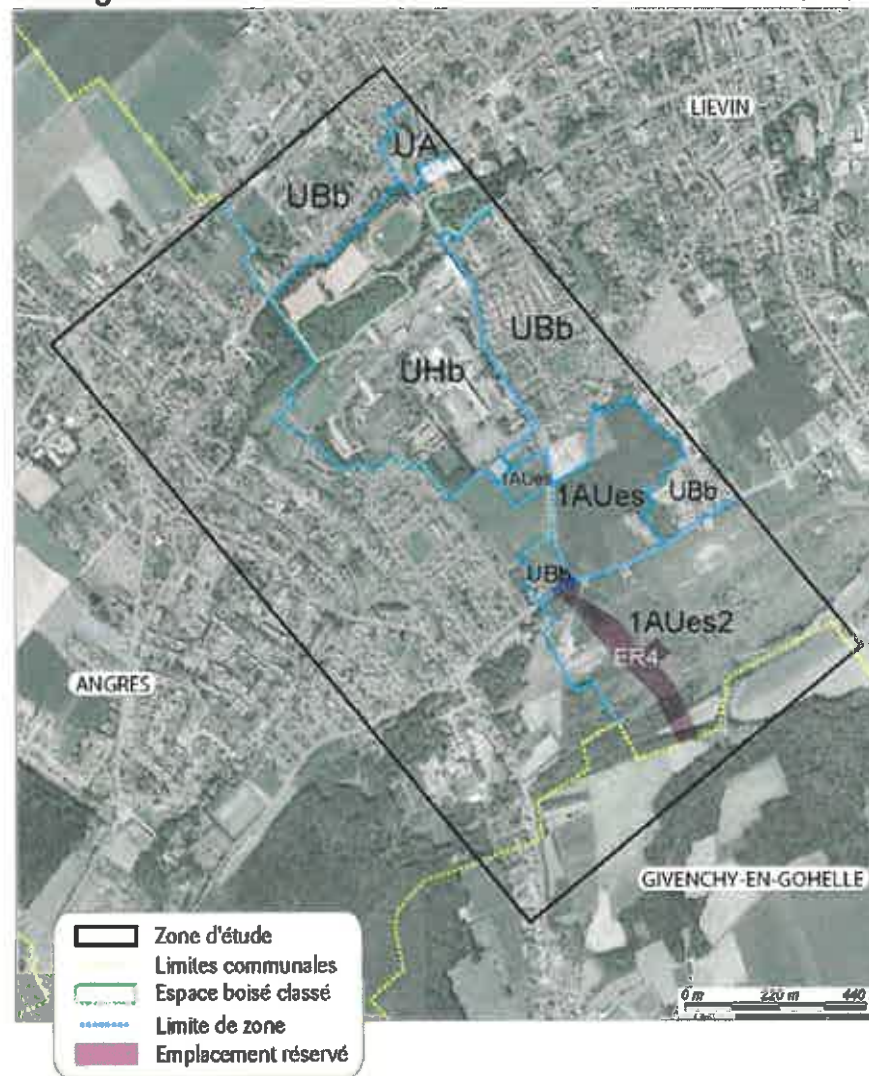 LIEVIN
UA
UBb
UBb
UHb
1AUes
1AUes
UBb
UBb
1AUes2
ER4
ANGRES
GIVENCHY-EN-GOHELLE
Zone d'étude
Limites communales
Espace boisé classé
Limite de zone
Emplacement réservé
0 m 220 m 440